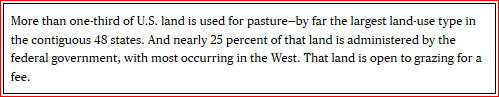 More than one-third of U.S. land is used for pasture—by far the largest land-use type in
the contiguous 48 states. And nearly 25 percent of that land is administered by the
federal government, with most occurring in the West. That land is open to grazing for a
fee.